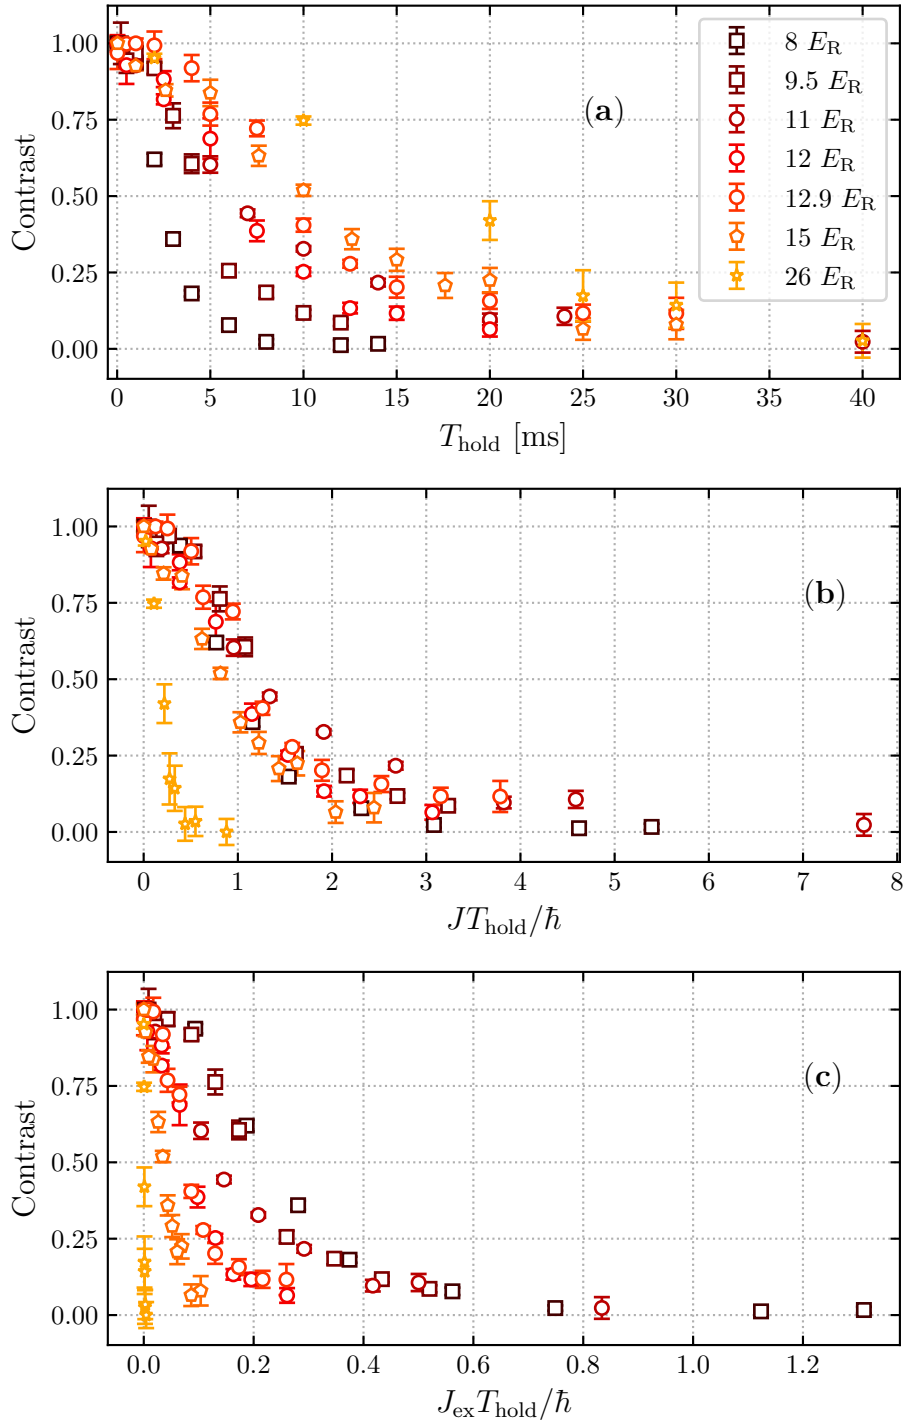 1.00
0.75
0.50
0.25
0.00
Contrast
(a)
8 E_R
9.5 E_R
11 E_R
12 E_R
12.9 E_R
15 E_R
26 E_R
0 5 10 15 20 25 30 35 40
T_hold [ms]
1.00
0.75
0.50
0.25
0.00
Contrast
(b)
0 1 2 3 4 5 6 7 8
JT_hold/ℏ
1.00
0.75
0.50
0.25
0.00
Contrast
(c)
0.0 0.2 0.4 0.6 0.8 1.0 1.2
J_ex T_hold/ℏ